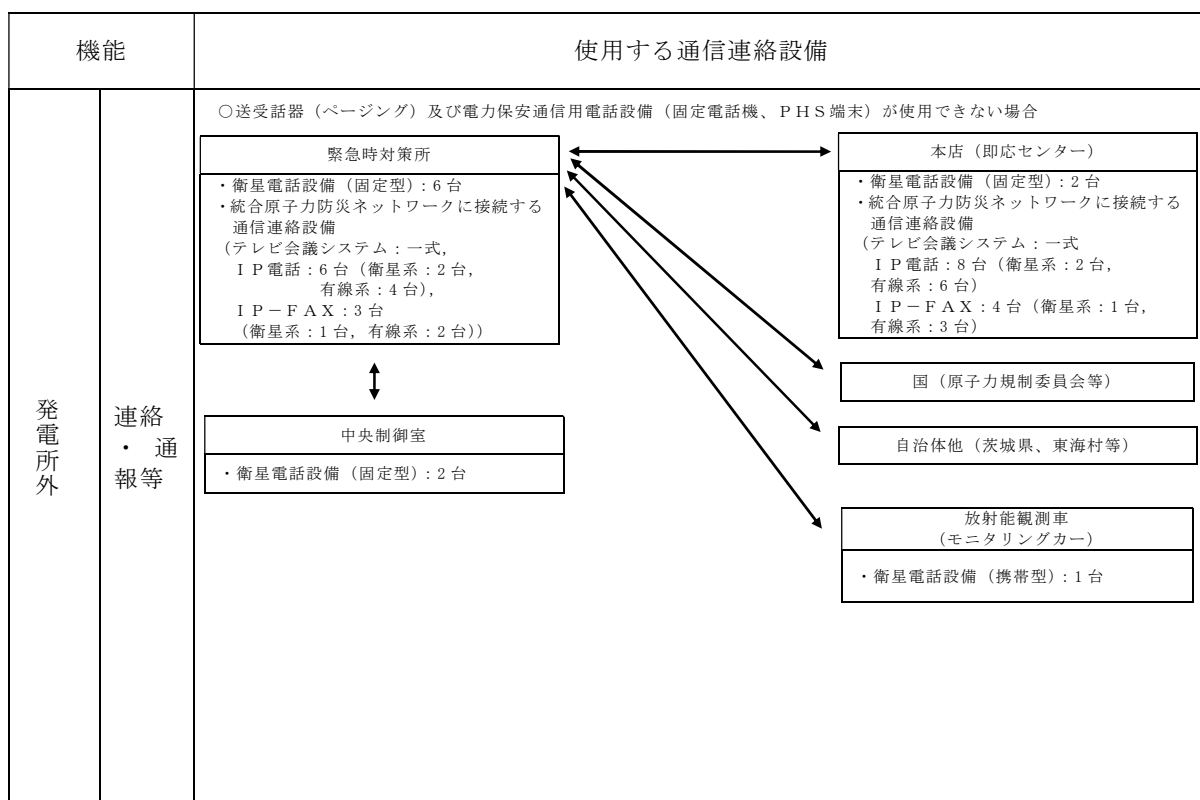 機能
使用する通信連絡設備
発電所外
連絡
・ 通
報等
○送受話器（ページング）及び電力保安通信用電話設備（固定電話機、ＰＨＳ端末）が使用できない場合
緊急時対策所
・衛星電話設備（固定型）：6台
・統合原子力防災ネットワークに接続する
通信連絡設備
（テレビ会議システム：一式，
ＩＰ電話：6台（衛星系：2台，
有線系：4台），
ＩＰ－ＦＡＸ：3台
（衛星系：1台，有線系：2台））
中央制御室
・衛星電話設備（固定型）：2台
本店（即応センター）
・衛星電話設備（固定型）：2台
・統合原子力防災ネットワークに接続する
通信連絡設備
（テレビ会議システム：一式
ＩＰ電話：8台（衛星系：2台，
有線系：6台）
ＩＰ－ＦＡＸ：4台（衛星系：1台，
有線系：3台）
国（原子力規制委員会等）
自治体他（茨城県、東海村等）
放射能観測車
（モニタリングカー）
・衛星電話設備（携帯型）：1台